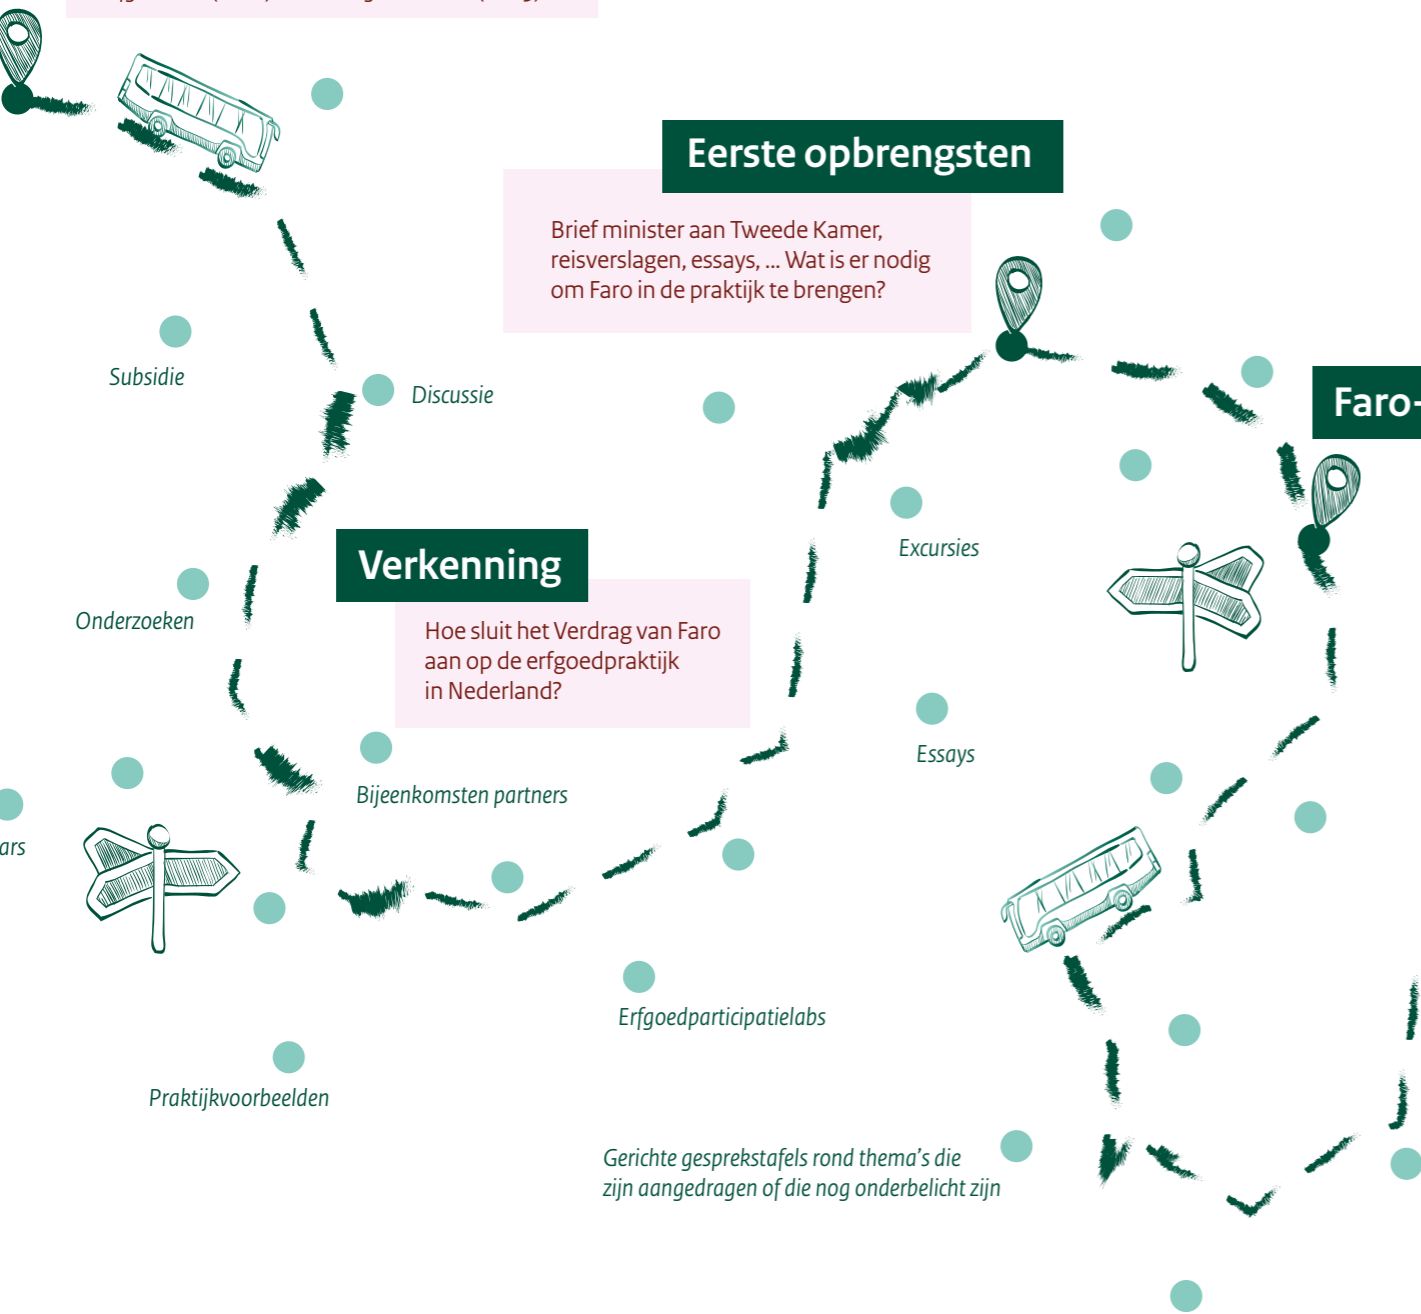 Eerste opbrengsten
Brief minister aan Tweede Kamer,
reisverslagen, essays, ... Wat is er nodig
om Faro in de praktijk te brengen?
Subsidie
Discussie
Faro-
Excursies
Verkenning
Hoe sluit het Verdrag van Faro
aan op de erfgoedpraktijk
in Nederland?
Onderzoeken
Essays
Bijeenkomsten partners
ars
Erfgoedparticipatielabs
Praktijkvoorbeelden
Gerichte gesprekstafels rond thema’s die
zijn aangedragen of die nog onderbelicht zijn